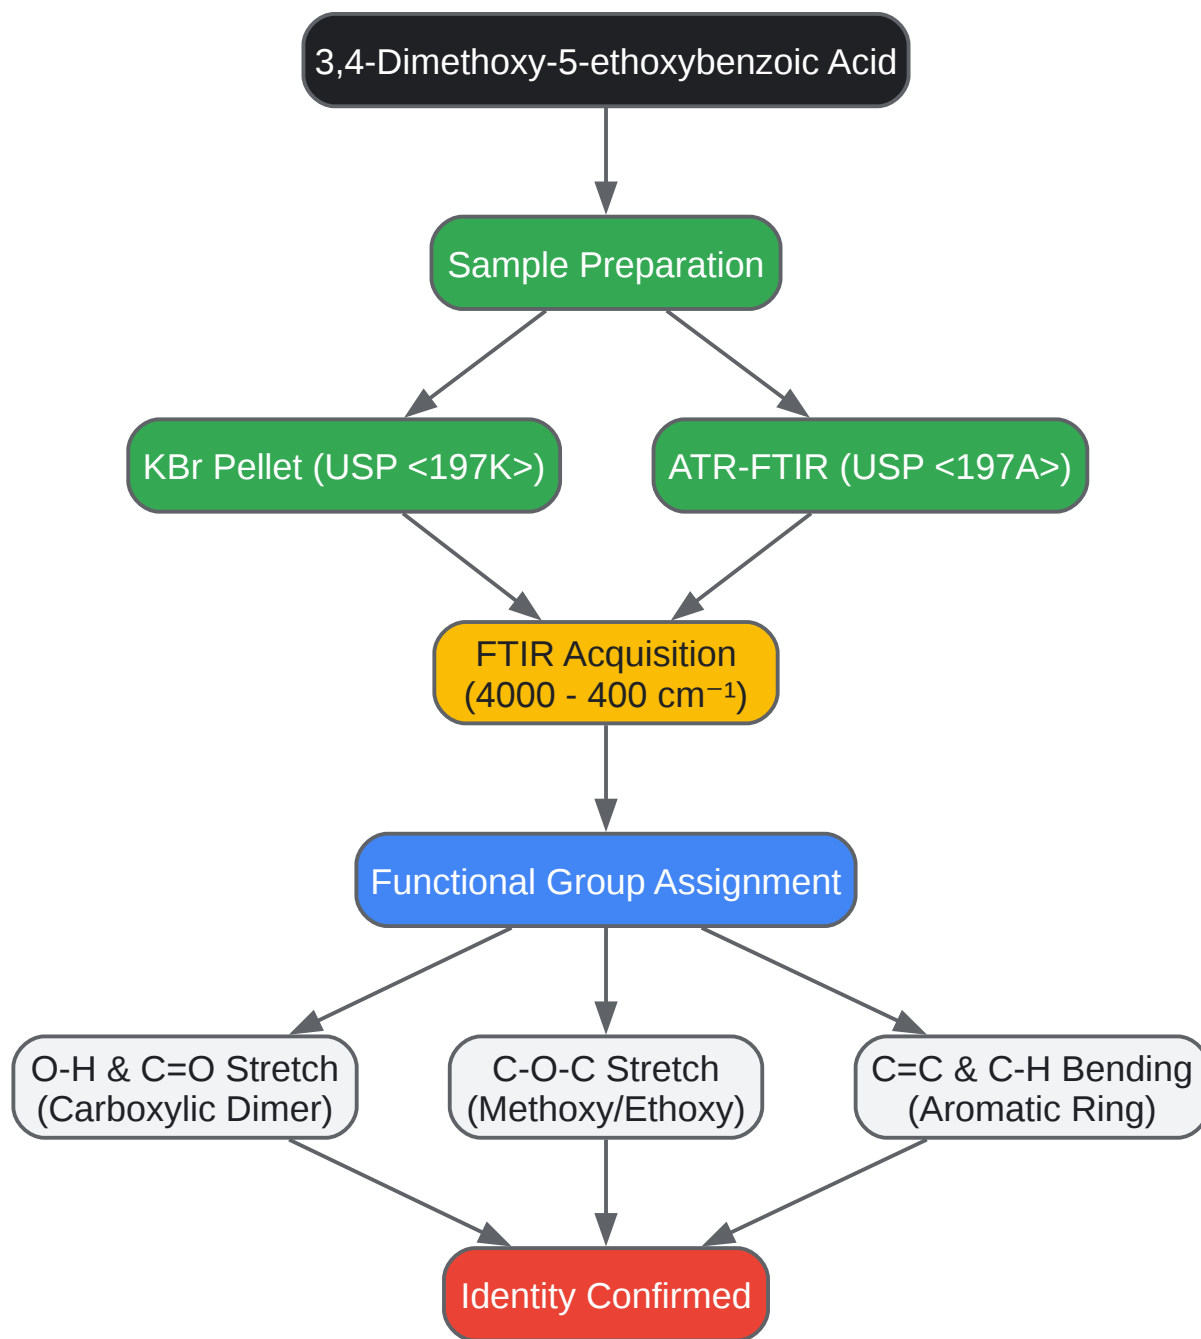 3,4-Dimethoxy-5-ethoxybenzoic Acid
Sample Preparation
KBr Pellet (USP <197K>)
ATR-FTIR (USP <197A>)
FTIR Acquisition
(4000 - 400 cm⁻¹)
Functional Group Assignment
O-H & C=O Stretch
(Carboxylic Dimer)
C-O-C Stretch
(Methoxy/Ethoxy)
C=C & C-H Bending
(Aromatic Ring)
Identity Confirmed